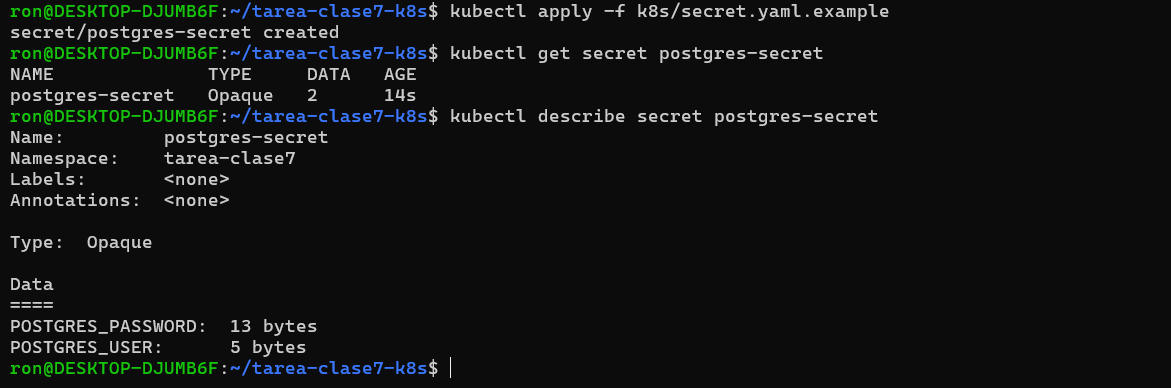 ron@DESKTOP-DJUMB6F:~/tarea-clase7-k8s$ kubectl apply -f k8s/secret.yaml.example
secret/postgres-secret created
ron@DESKTOP-DJUMB6F:~/tarea-clase7-k8s$ kubectl get secret postgres-secret
NAME              TYPE     DATA   AGE
postgres-secret   Opaque   2      14s
ron@DESKTOP-DJUMB6F:~/tarea-clase7-k8s$ kubectl describe secret postgres-secret
Name:         postgres-secret
Namespace:    tarea-clase7
Labels:       <none>
Annotations:  <none>
Type:  Opaque
Data
====
POSTGRES_PASSWORD:  13 bytes
POSTGRES_USER:      5 bytes
ron@DESKTOP-DJUMB6F:~/tarea-clase7-k8s$